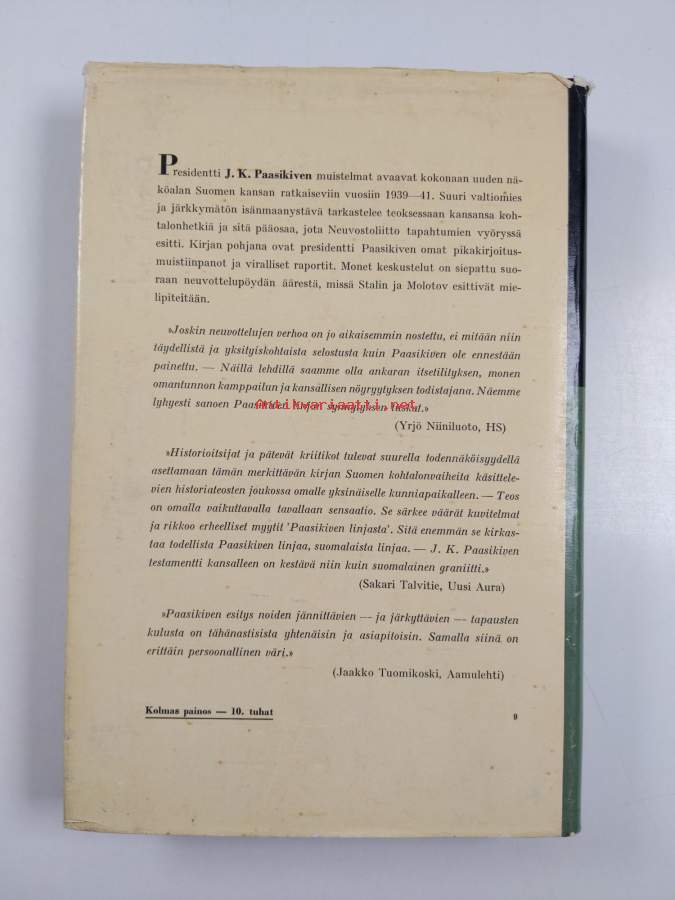 Presidentti J. K. Paasikiven muistelmat avaavat kokonaan uuden nä-
köalan Suomen kansan ratkaiseviin vuosiin 1939—41. Suuri valtiomies
ja järkkymätön isänmaanystävä tarkastelee teoksessaan kansansa koh-
talonhetkiä ja sitä pääosaa, jota Neuvostoliitto tapahtumien vyöryssä
esitti. Kirjan pohjana ovat presidentti Paasikiven omat pikakirjoitus-
muistiinpanot ja viralliset raportit. Monet keskustelut on siepattu suo-
raan neuvottelupöydän äärestä, missä Stalin ja Molotov esittivät mie-
lipiteitään.
»Joskin neuvottelujen verhoa on jo aikaisemmin nostettu, ei mitään niin
täydellistä ja yksityiskohtaista selostusta kuin Paasikiven ole ennestään
painettu. — Näillä lehdillä saamme olla ankaran itsetilityksen, monen
omantunnon kamppailun ja kansallisen nöyryytyksen todistajana. Näemme
lyhyesti sanoen Paasikiven linjan synnytyksen tuskat.»
Antikvariaatti.net
(Yrjö Niiniluoto, HS)
»Historioitsijat ja pätevät kriitikot tulevat suurella todennäköisyydellä
asettamaan tämän merkittävän kirjan Suomen kohtalonvaiheita käsittele-
vien historiateosten joukossa omalle yksinäiselle kunniapaikalleen. — Teos
on omalla vaikuttavalla tavallaan sensaatio. Se särkee väärät kuvitelmat
ja rikkoo erheelliset myytit 'Paasikiven linjasta'. Sitä enemmän se kirkas-
taa todellista Paasikiven linjaa, suomalaista linjaa. — J. K. Paasikiven
testamentti kansalleen on kestävä niin kuin suomalainen graniitti.»
(Sakari Talvitie, Uusi Aura)
»Paasikiven esitys noiden jännittävien — ja järkyttävien — tapausten
kulusta on tähänastisista yhtenäisin ja asiapitoisin. Samalla siinä on
erittäin persoonallinen väri.»
(Jaakko Tuomikoski, Aamulehti)
Kolmas painos — 10. tuhat
9